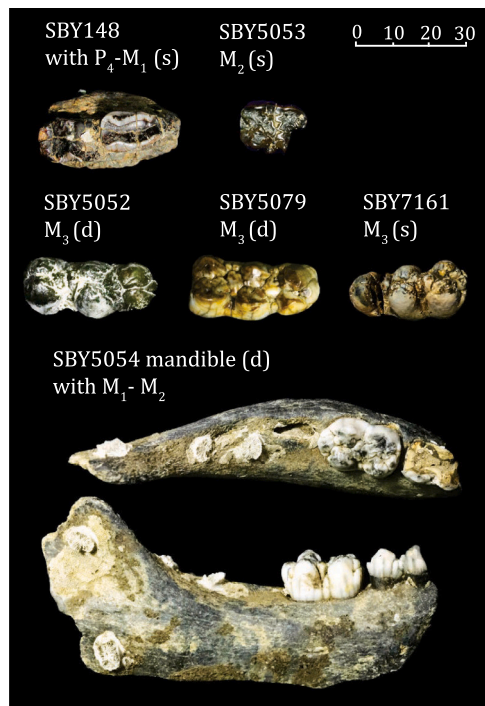 SBY148
with P₄-M₁ (s)
SBY5053
M₂ (s)
0 10 20 30
SBY5052
M₃ (d)
SBY5079
M₃ (d)
SBY7161
M₃ (s)
SBY5054 mandible (d)
with M₁- M₂